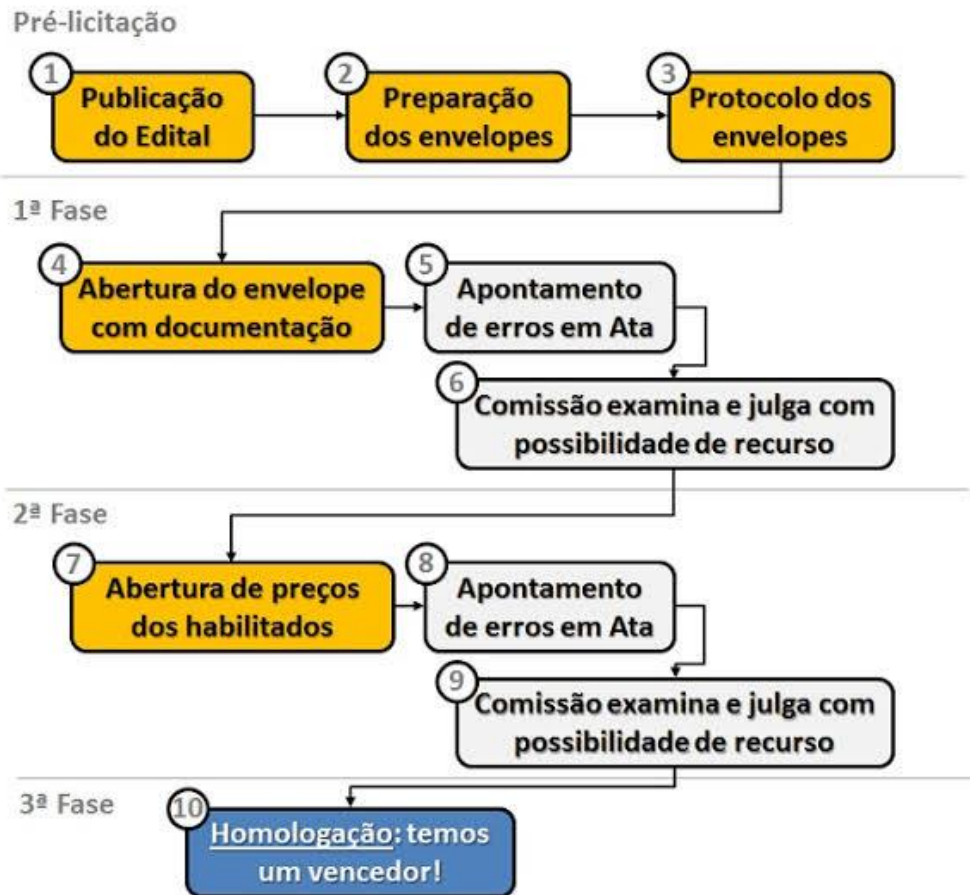 Pré-licitação
1
Publicação
do Edital
2
Preparação
dos envelopes
3
Protocolo dos
envelopes
1ª Fase
4
Abertura do envelope
com documentação
5
Apontamento
de erros em Ata
6
Comissão examina e julga com
possibilidade de recurso
2ª Fase
7
Abertura de preços
dos habilitados
8
Apontamento
de erros em Ata
9
Comissão examina e julga com
possibilidade de recurso
3ª Fase
10
Homologação: temos
um vencedor!